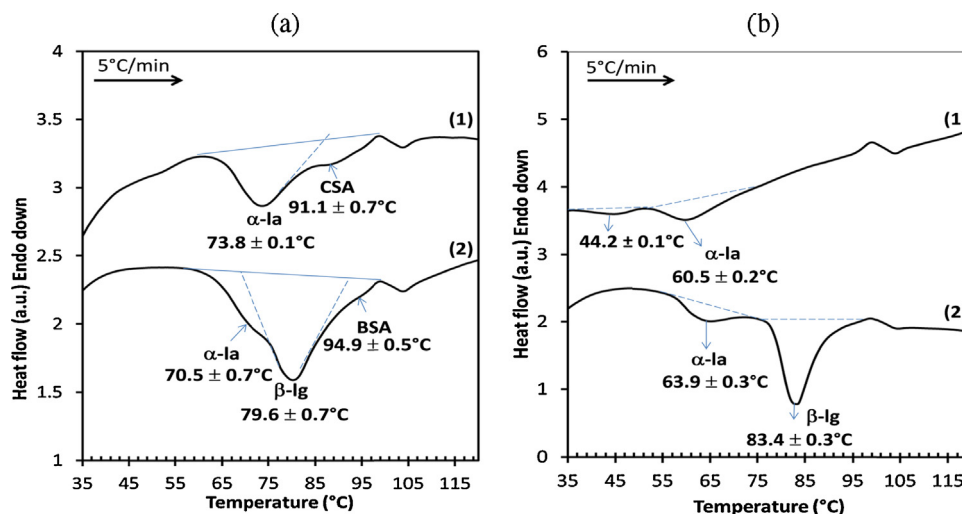 (a)
Heat flow (a.u.) Endo down
4
3.5
3
2.5
2
1.5
1
5°C/min
(1)
CSA
91.1 ± 0.7°C
α-la
73.8 ± 0.1°C
(2)
BSA
94.9 ± 0.5°C
α-la
70.5 ± 0.7°C
β-lg
79.6 ± 0.7°C
35 45 55 65 75 85 95 105 115
Temperature (°C)
(b)
Heat flow (a.u.) Endo down
6
5
4
3
2
1
0
5°C/min
(1
44.2 ± 0.1°C
α-la
60.5 ± 0.2°C
(2
α-la
63.9 ± 0.3°C
β-lg
83.4 ± 0.3°C
35 45 55 65 75 85 95 105 115
Temperature (°C)